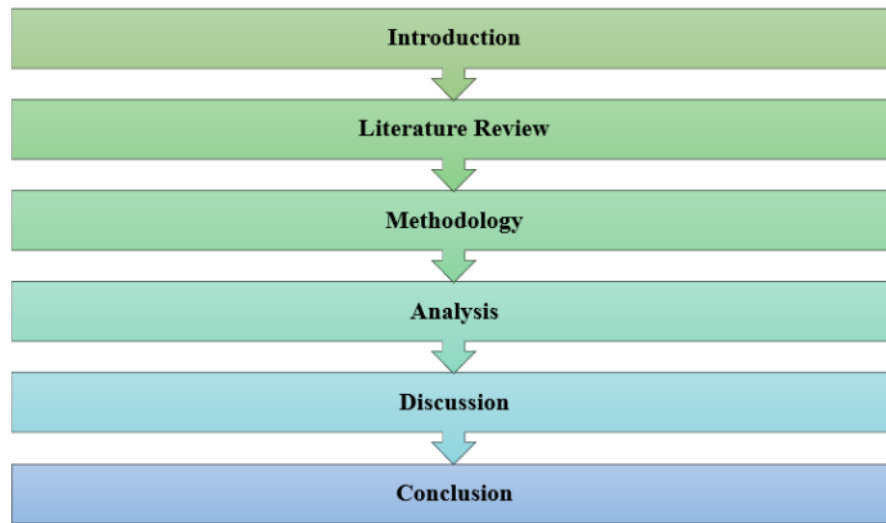 Introduction
Literature Review
Methodology
Analysis
Discussion
Conclusion